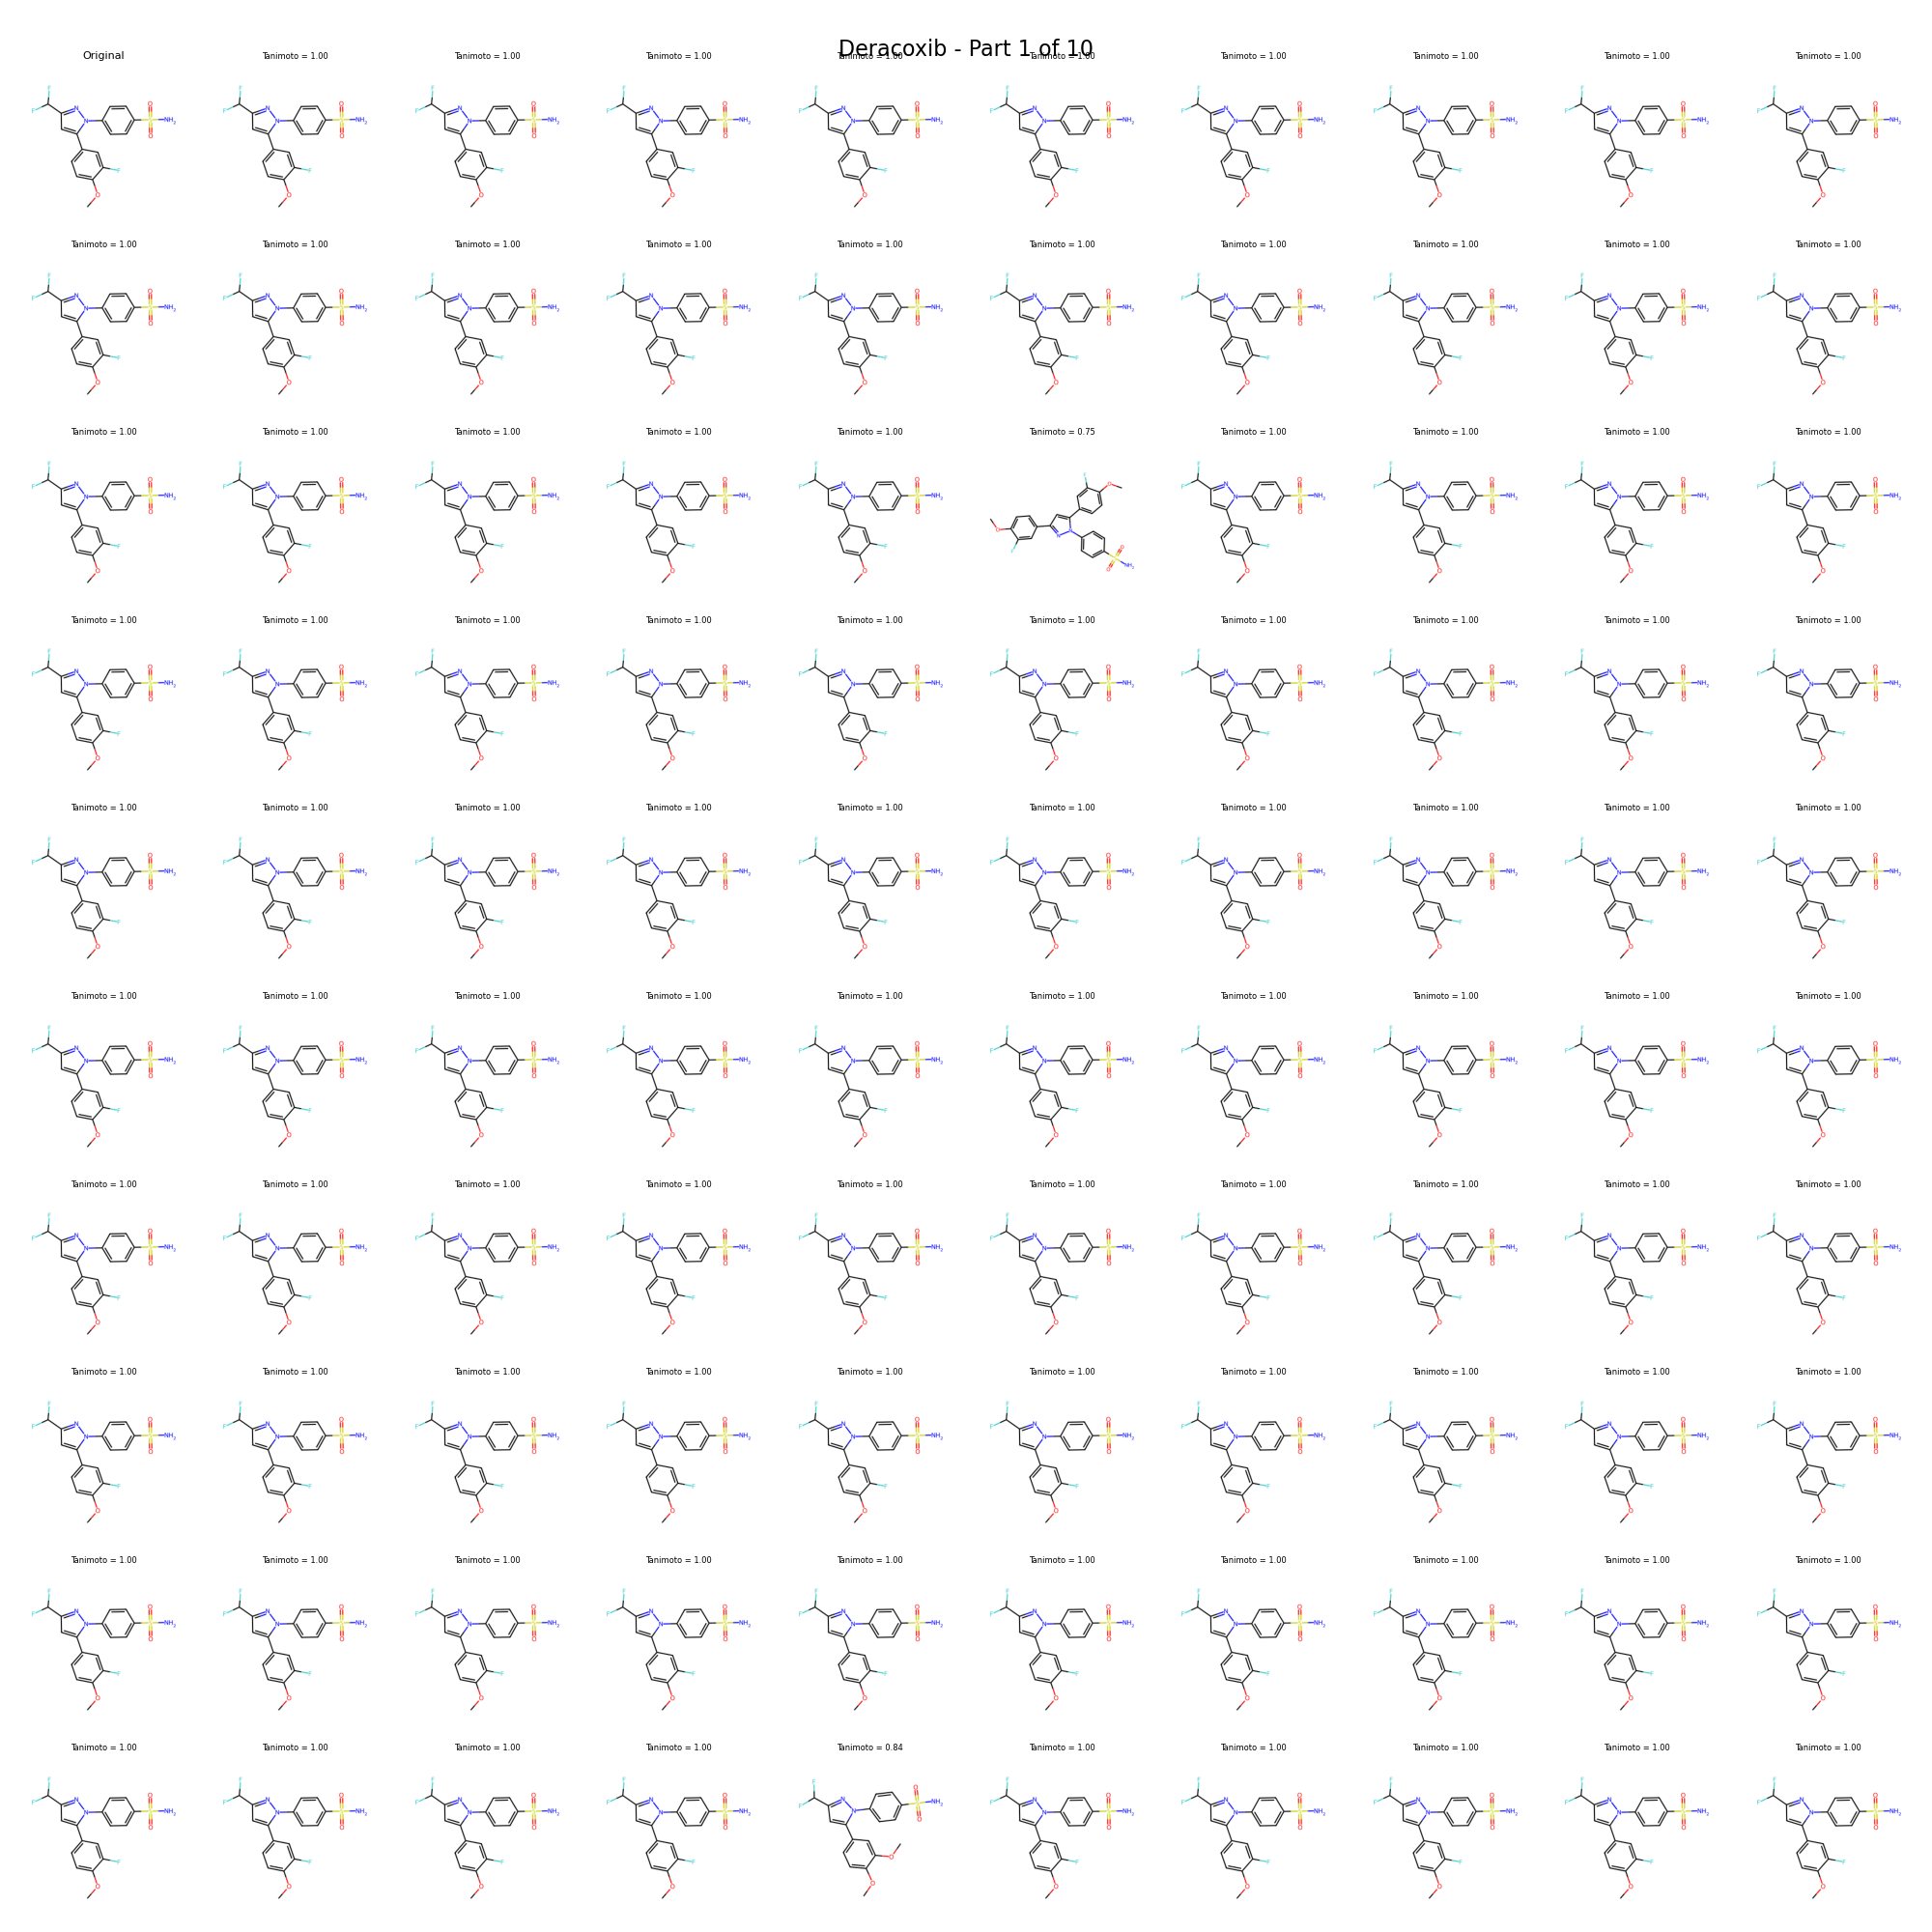 Deracoxib - Part 1 of 10
Original Tanimoto = 1.00 Tanimoto = 1.00 Tanimoto = 1.00 Tanimoto = 1.00 Tanimoto = 1.00 Tanimoto = 1.00 Tanimoto = 1.00 Tanimoto = 1.00 Tanimoto = 1.00
Tanimoto = 1.00 Tanimoto = 1.00 Tanimoto = 1.00 Tanimoto = 1.00 Tanimoto = 1.00 Tanimoto = 1.00 Tanimoto = 1.00 Tanimoto = 1.00 Tanimoto = 1.00 Tanimoto = 1.00
Tanimoto = 1.00 Tanimoto = 1.00 Tanimoto = 1.00 Tanimoto = 1.00 Tanimoto = 1.00 Tanimoto = 0.75 Tanimoto = 1.00 Tanimoto = 1.00 Tanimoto = 1.00 Tanimoto = 1.00
Tanimoto = 1.00 Tanimoto = 1.00 Tanimoto = 1.00 Tanimoto = 1.00 Tanimoto = 1.00 Tanimoto = 1.00 Tanimoto = 1.00 Tanimoto = 1.00 Tanimoto = 1.00 Tanimoto = 1.00
Tanimoto = 1.00 Tanimoto = 1.00 Tanimoto = 1.00 Tanimoto = 1.00 Tanimoto = 1.00 Tanimoto = 1.00 Tanimoto = 1.00 Tanimoto = 1.00 Tanimoto = 1.00 Tanimoto = 1.00
Tanimoto = 1.00 Tanimoto = 1.00 Tanimoto = 1.00 Tanimoto = 1.00 Tanimoto = 1.00 Tanimoto = 1.00 Tanimoto = 1.00 Tanimoto = 1.00 Tanimoto = 1.00 Tanimoto = 1.00
Tanimoto = 1.00 Tanimoto = 1.00 Tanimoto = 1.00 Tanimoto = 1.00 Tanimoto = 1.00 Tanimoto = 1.00 Tanimoto = 1.00 Tanimoto = 1.00 Tanimoto = 1.00 Tanimoto = 1.00
Tanimoto = 1.00 Tanimoto = 1.00 Tanimoto = 1.00 Tanimoto = 1.00 Tanimoto = 1.00 Tanimoto = 1.00 Tanimoto = 1.00 Tanimoto = 1.00 Tanimoto = 1.00 Tanimoto = 1.00
Tanimoto = 1.00 Tanimoto = 1.00 Tanimoto = 1.00 Tanimoto = 1.00 Tanimoto = 1.00 Tanimoto = 1.00 Tanimoto = 1.00 Tanimoto = 1.00 Tanimoto = 1.00 Tanimoto = 1.00
Tanimoto = 1.00 Tanimoto = 1.00 Tanimoto = 1.00 Tanimoto = 1.00 Tanimoto = 0.84 Tanimoto = 1.00 Tanimoto = 1.00 Tanimoto = 1.00 Tanimoto = 1.00 Tanimoto = 1.00